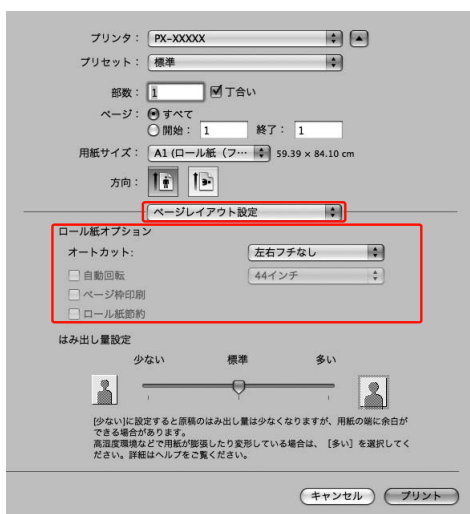 プリンタ： PX-XXXXX
プリセット： 標準
部数： 1 丁合い
ページ： すべて
開始： 1 終了： 1
用紙サイズ： A1 (ロール紙（フ… 59.39 × 84.10 cm
方向：
ページレイアウト設定
ロール紙オプション
オートカット: 左右フチなし
自動回転 44インチ
ページ枠印刷
ロール紙節約
はみ出し量設定
少ない 標準 多い
[少ない]に設定すると原稿のはみ出し量は少なくなりますが、用紙の端に余白が
できる場合があります。
高湿度環境などで用紙が膨張したり変形している場合は、［多い］を選択してく
ださい。詳細はヘルプをご覧ください。
キャンセル プリント